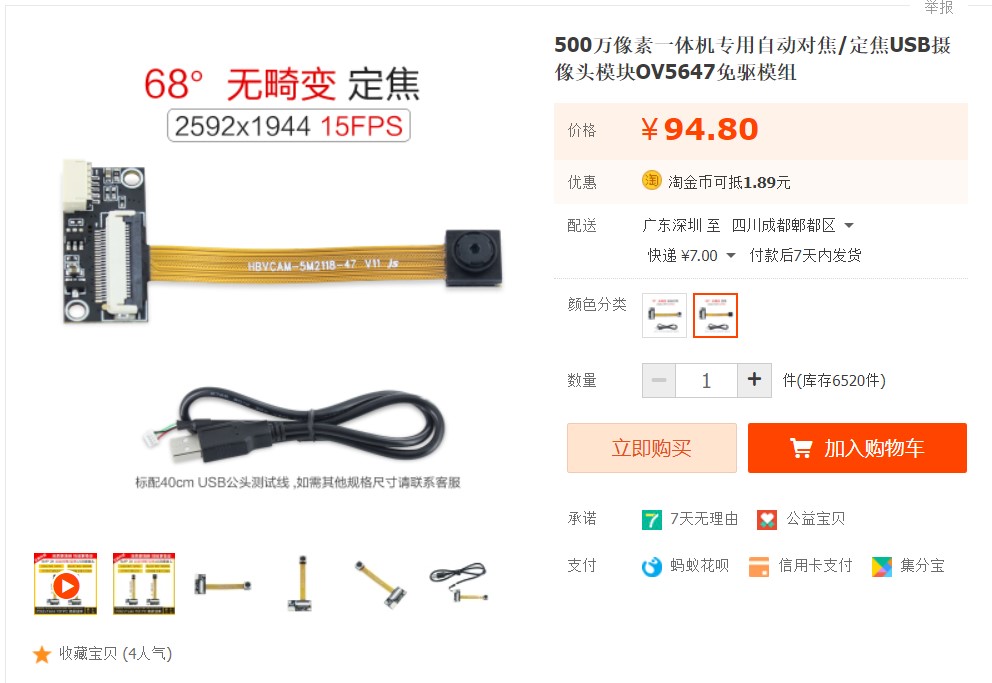 举报
68° 无畸变 定焦
2592x1944 15FPS
HBVCAM-5M2118-47 V11 JS
标配40cm USB公头测试线 ,如需其他规格尺寸请联系客服
收藏宝贝 (4人气)
500万像素一体机专用自动对焦/定焦USB摄
像头模块OV5647免驱模组
价格 ¥94.80
优惠 淘 淘金币可抵1.89元
配送 广东深圳 至 四川成都郫都区
快递 ¥7.00 付款后7天内发货
颜色分类
数量 1 件(库存6520件)
立即购买 加入购物车
承诺 7天无理由 公益宝贝
支付 蚂蚁花呗 信用卡支付 集分宝